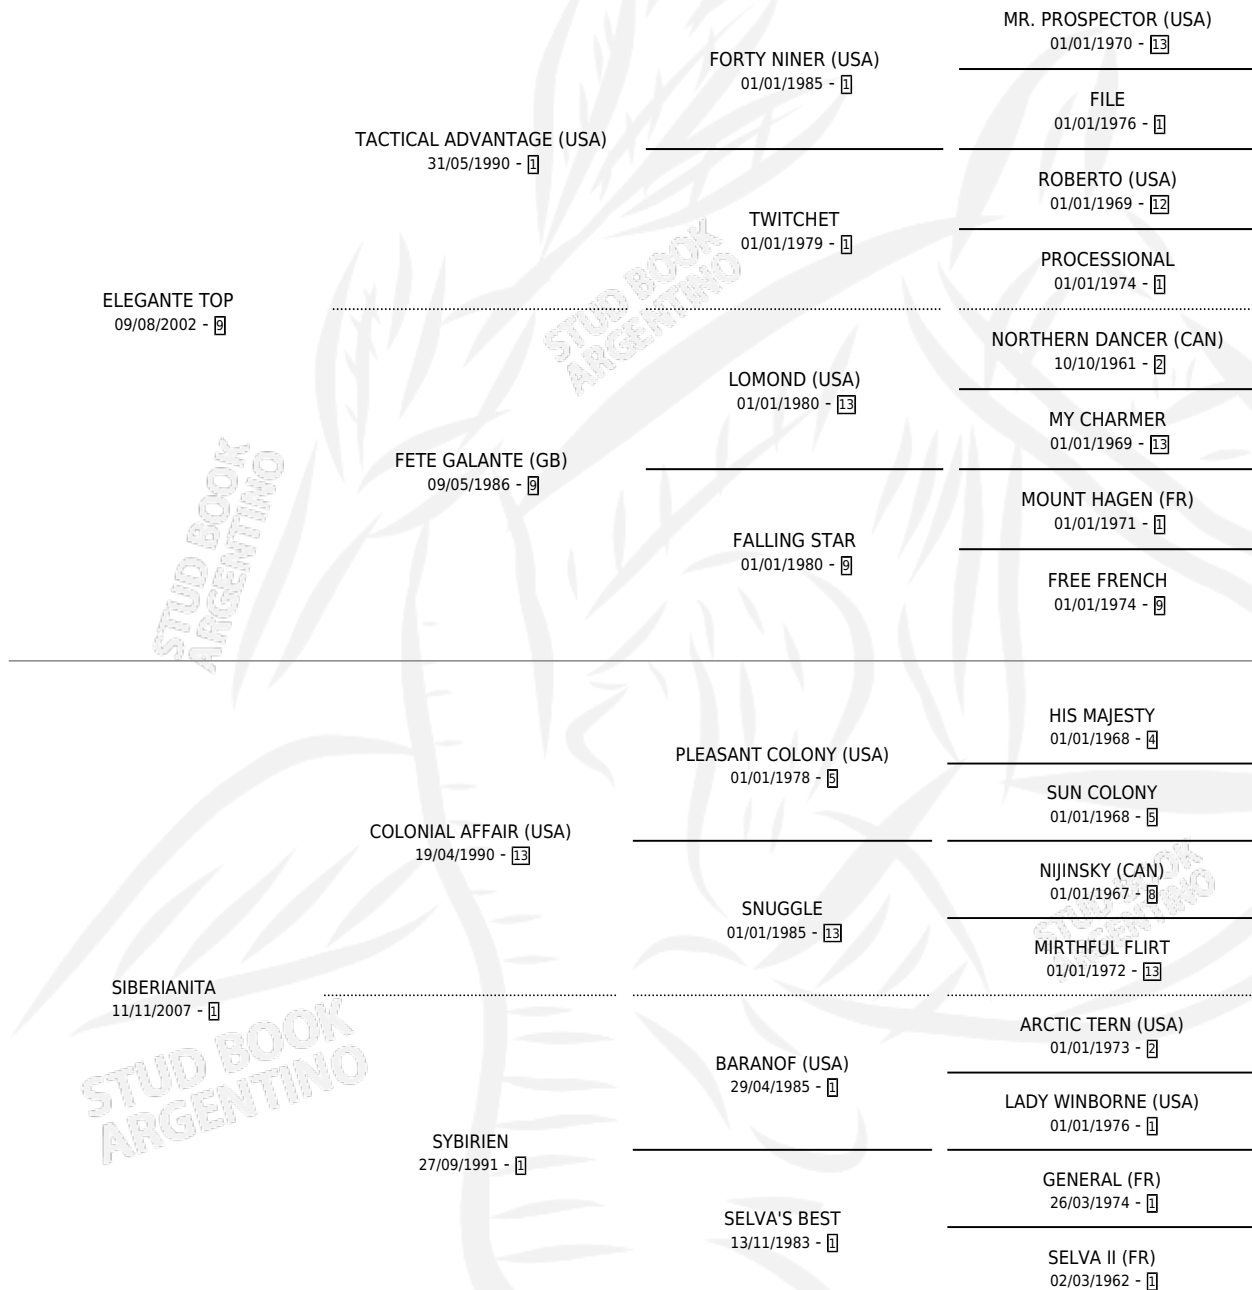 MR. PROSPECTOR (USA)
01/01/1970 - 13
FORTY NINER (USA)
01/01/1985 - 1
FILE
01/01/1976 - 1
TACTICAL ADVANTAGE (USA)
31/05/1990 - 1
ROBERTO (USA)
01/01/1969 - 12
TWITCHET
01/01/1979 - 1
PROCESSIONAL
01/01/1974 - 1
ELEGANTE TOP
09/08/2002 - 9
NORTHERN DANCER (CAN)
10/10/1961 - 2
LOMOND (USA)
01/01/1980 - 13
MY CHARMER
01/01/1969 - 13
FETE GALANTE (GB)
09/05/1986 - 9
MOUNT HAGEN (FR)
01/01/1971 - 1
FALLING STAR
01/01/1980 - 9
FREE FRENCH
01/01/1974 - 9
HIS MAJESTY
01/01/1968 - 4
PLEASANT COLONY (USA)
01/01/1978 - 5
SUN COLONY
01/01/1968 - 5
COLONIAL AFFAIR (USA)
19/04/1990 - 13
NIJINSKY (CAN)
01/01/1967 - 8
SNUGGLE
01/01/1985 - 13
MIRTHFUL FLIRT
01/01/1972 - 13
SIBERIANITA
11/11/2007 - 1
ARCTIC TERN (USA)
01/01/1973 - 2
BARANOF (USA)
29/04/1985 - 1
LADY WINBORNE (USA)
01/01/1976 - 1
SYBIRIEN
27/09/1991 - 1
GENERAL (FR)
26/03/1974 - 1
SELVA'S BEST
13/11/1983 - 1
SELVA II (FR)
02/03/1962 - 1
STUD BOOK
ARGENTINO
STUD BOOK
ARGENTINO
STUD BOOK
ARGENTINO
STUD BOOK
ARGENTINO